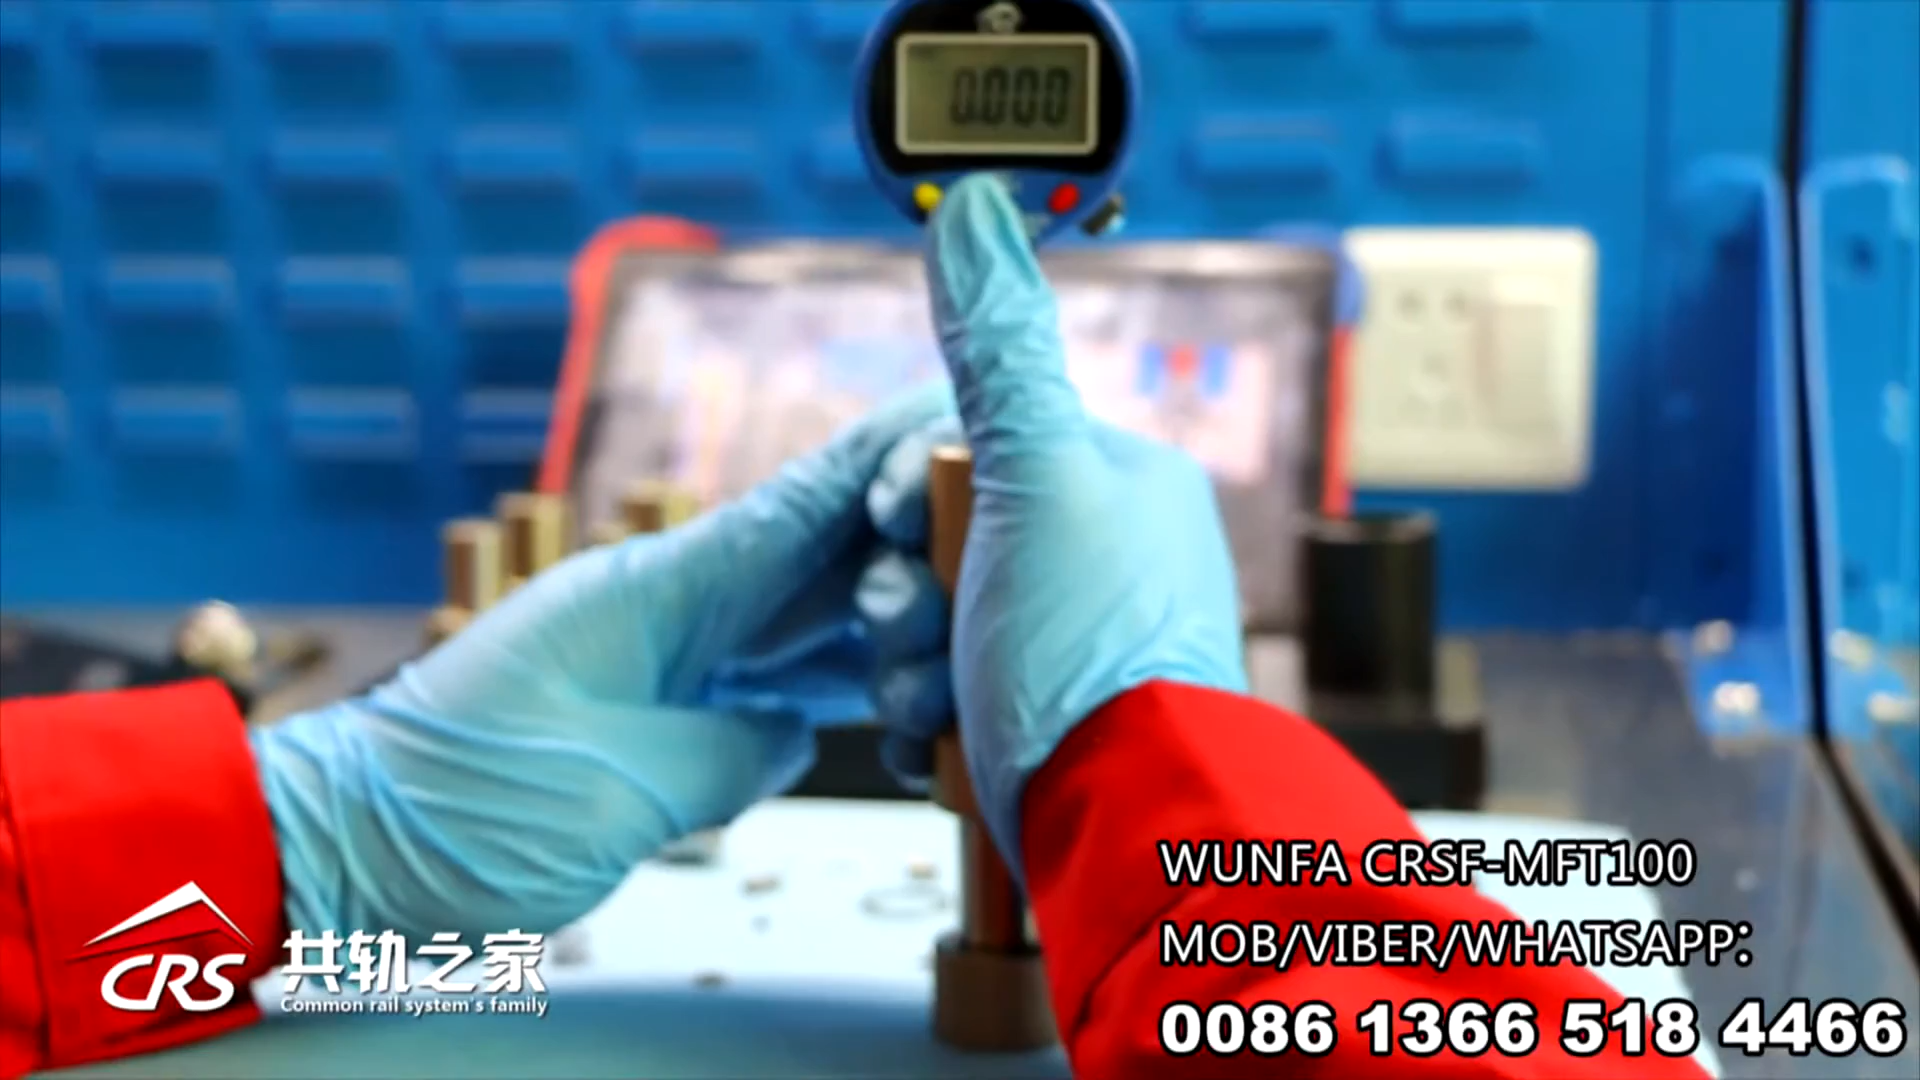 0.000
WUNFA CRSF-MFT100
MOB/VIBER/WHATSAPP:
0086 1366 518 4466
CRS 共轨之家
Common rail system's family